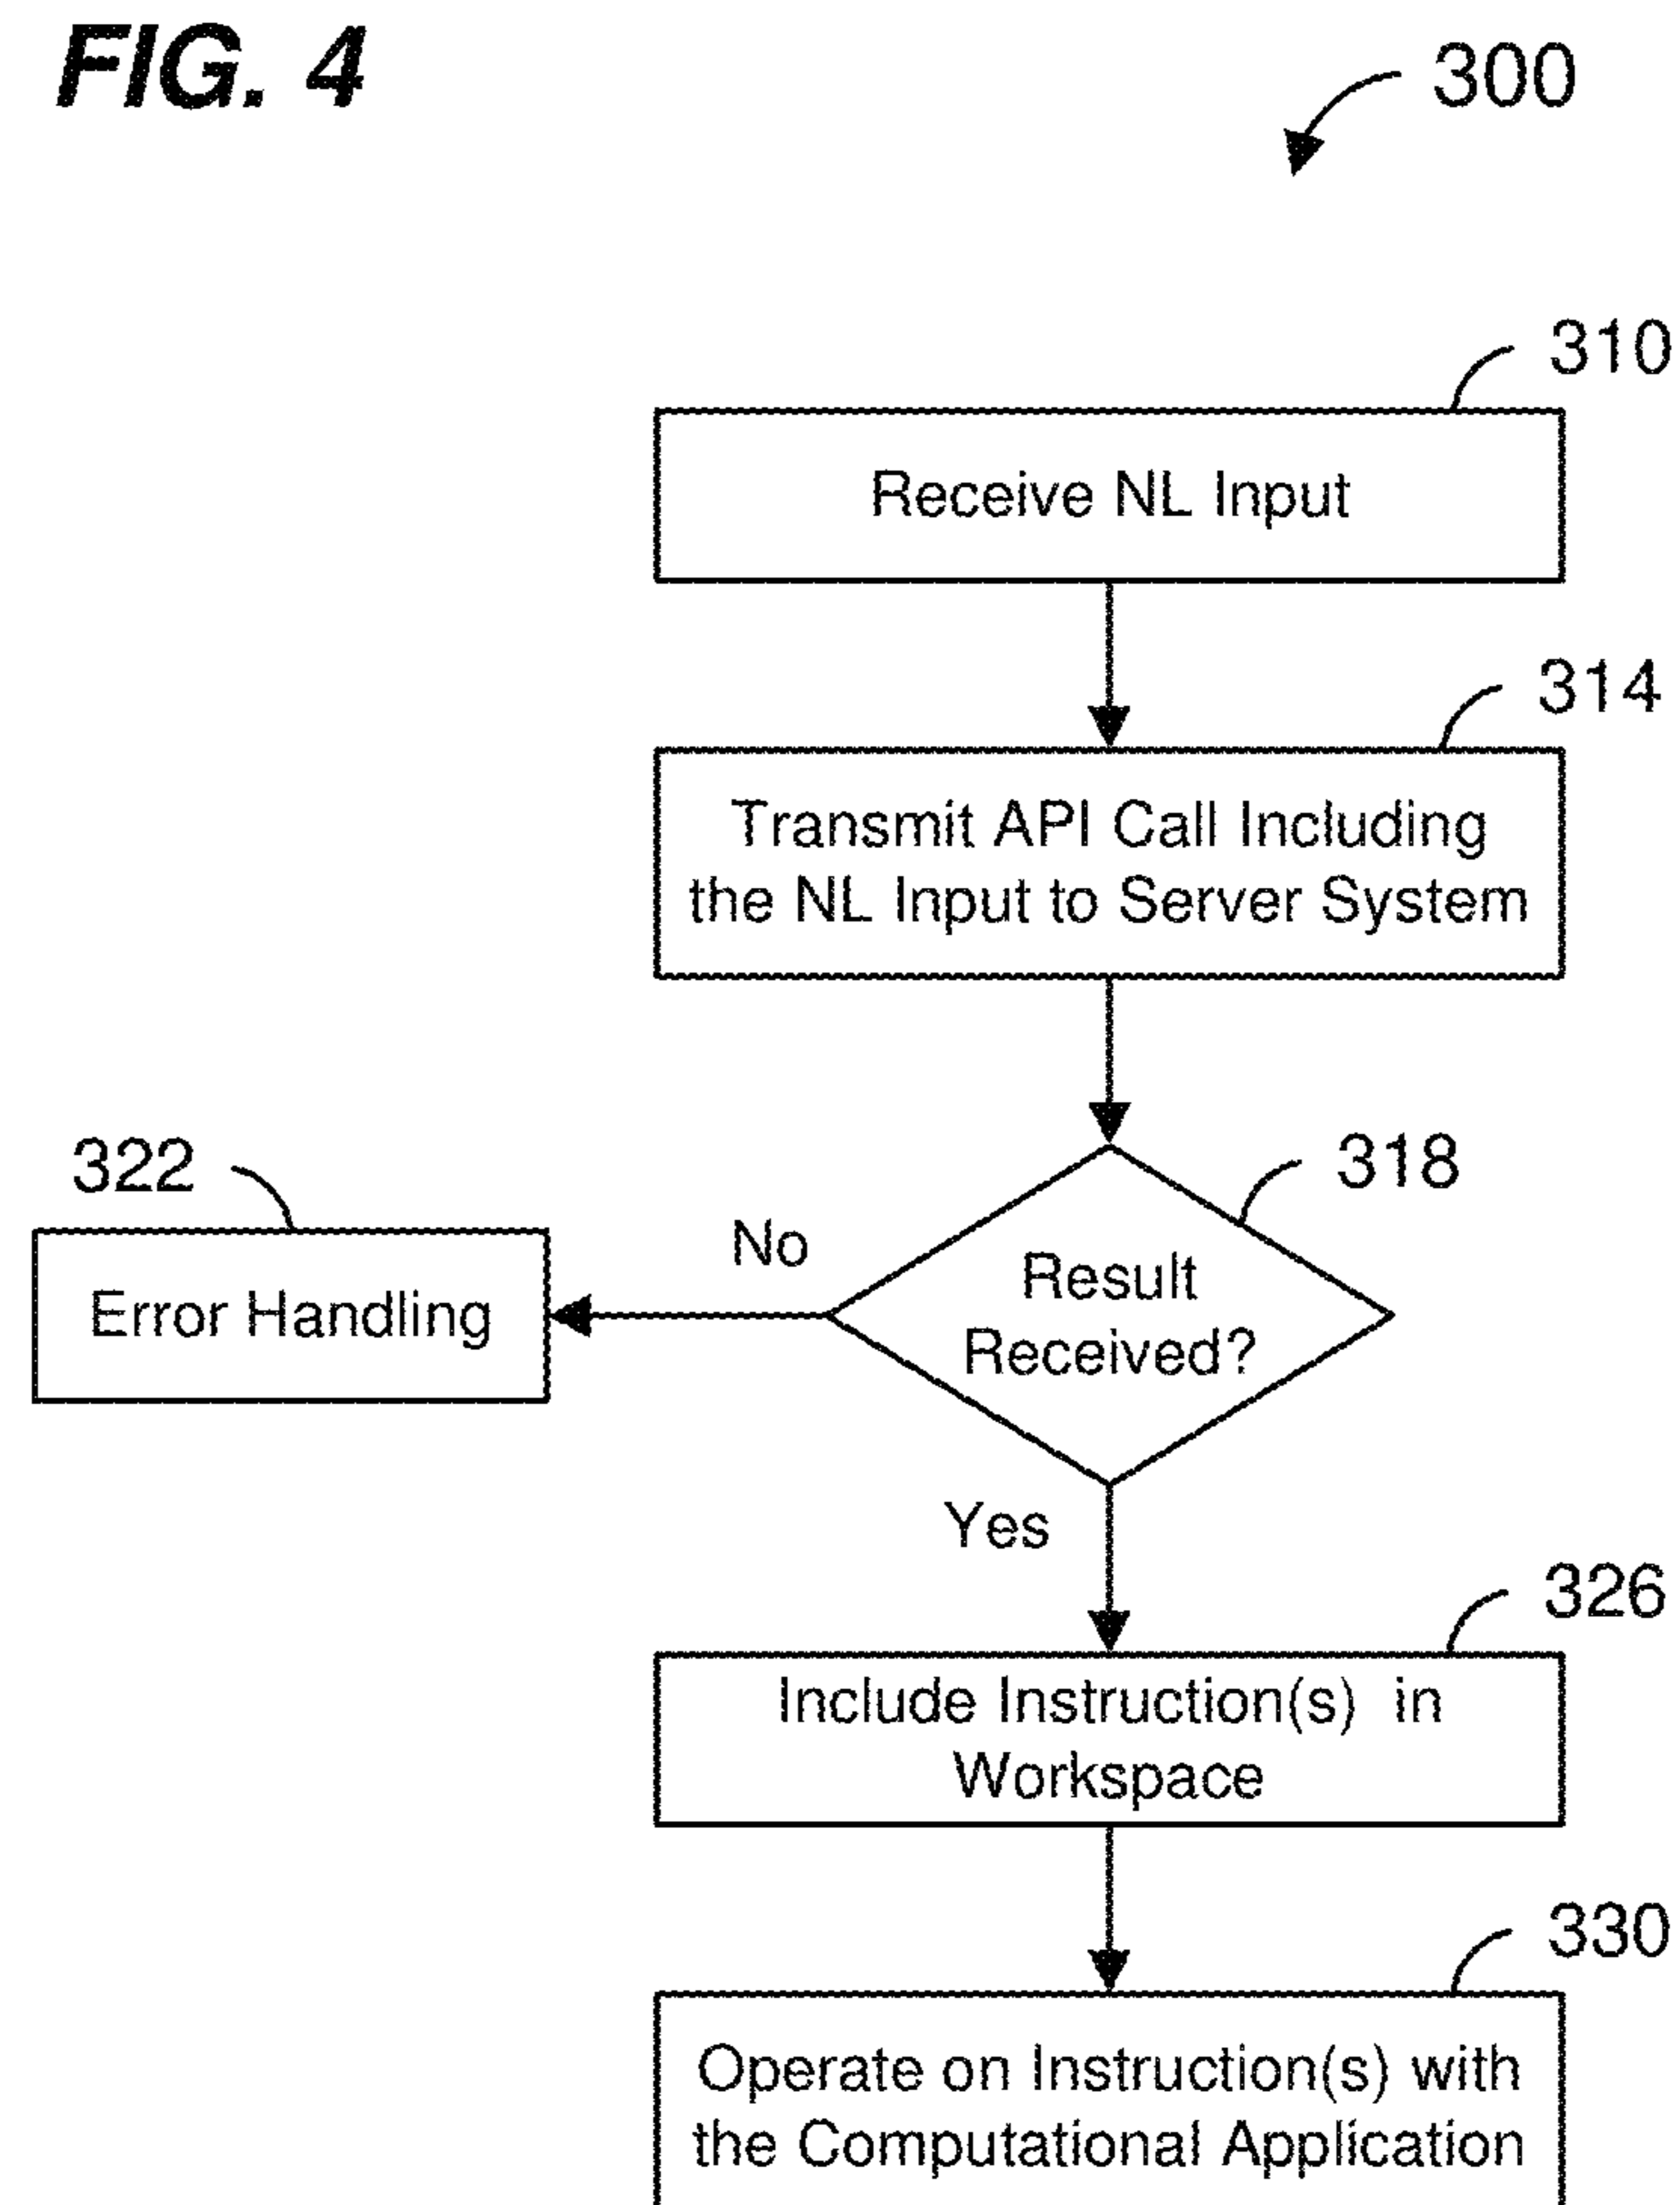 FIG. 4
300
310
Receive NL Input
314
Transmit API Call Including
the NL Input to Server System
318
Result
Received?
No
322
Error Handling
Yes
326
Include Instruction(s) in
Workspace
330
Operate on Instruction(s) with
the Computational Application